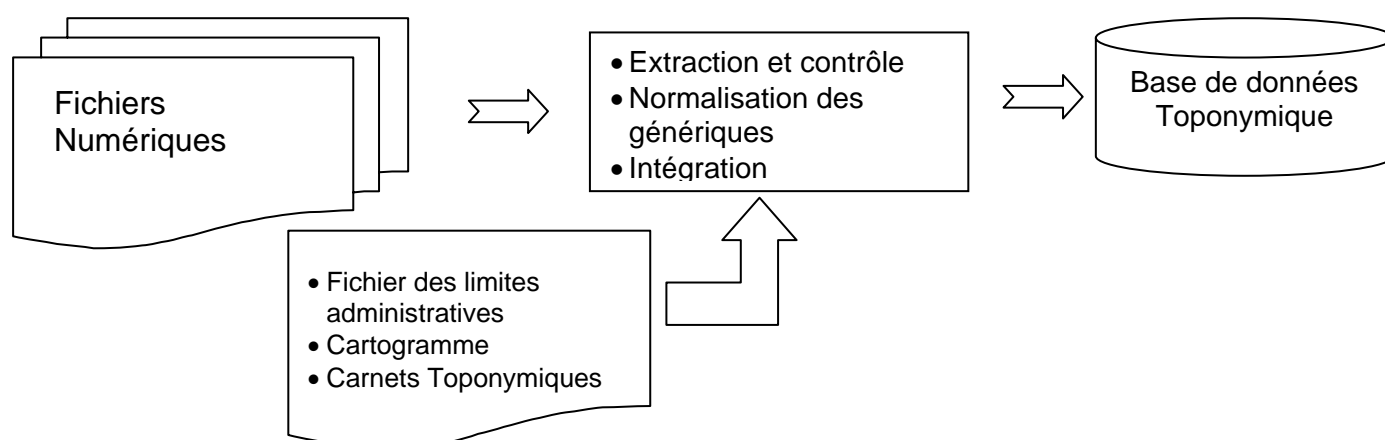 Fichiers
Numériques
• Extraction et contrôle
• Normalisation des
génériques
• Intégration
Base de données
Toponymique
• Fichier des limites
administratives
• Cartogramme
• Carnets Toponymiques